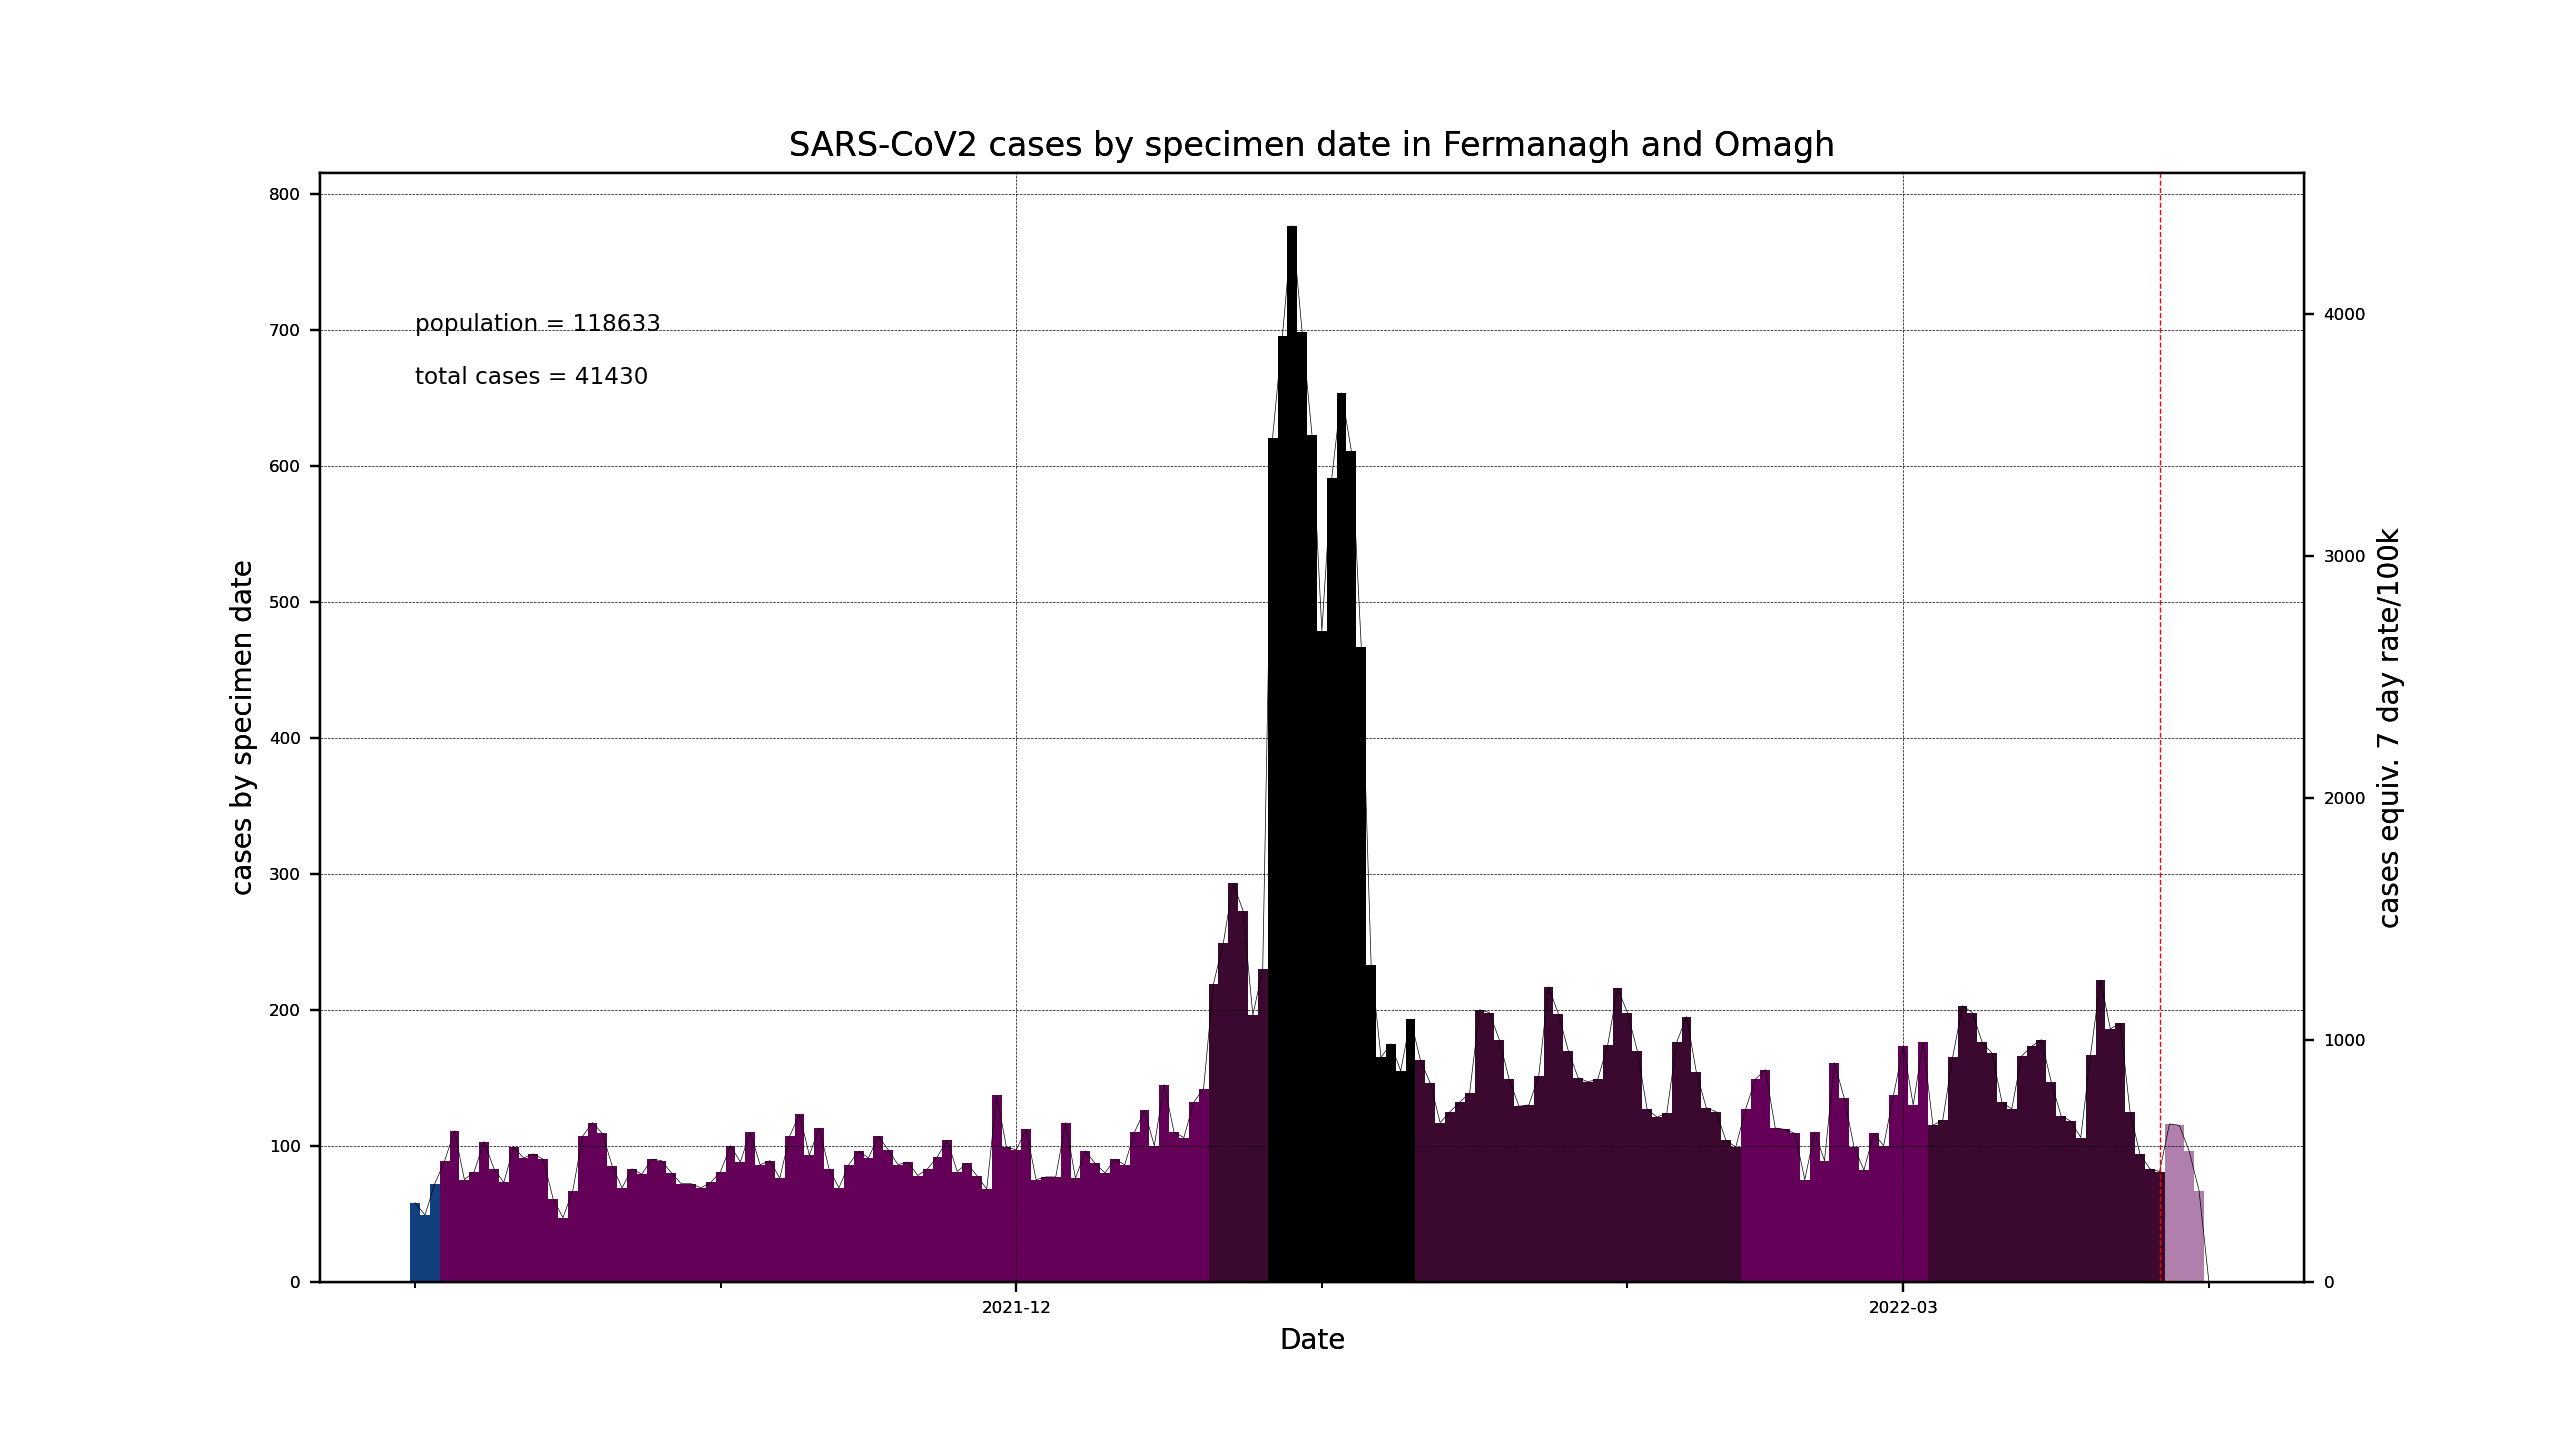 SARS-CoV2 cases by specimen date in Fermanagh and Omagh
population = 118633
total cases = 41430
cases by specimen date
800
700
600
500
400
300
200
100
0
4000
3000
2000
1000
0
cases equiv. 7 day rate/100k
2021-12
2022-03
Date